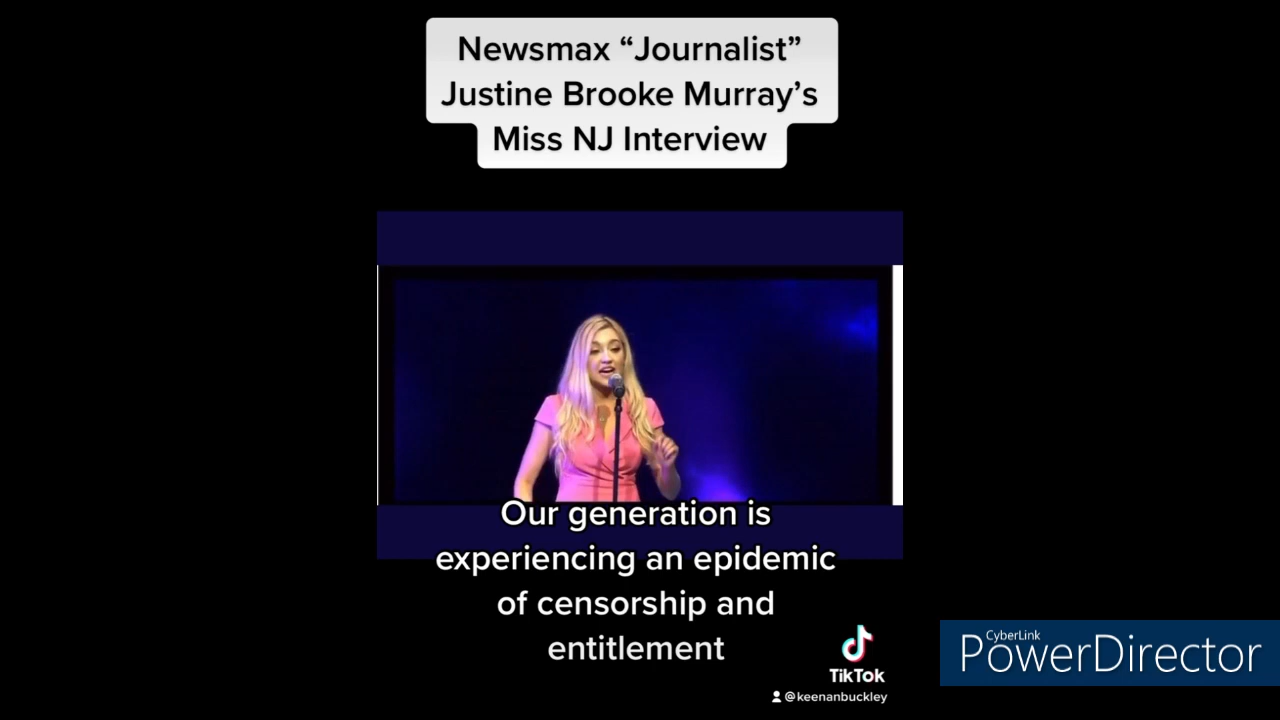 Newsmax “Journalist”
Justine Brooke Murray’s
Miss NJ Interview
Our generation is
experiencing an epidemic
of censorship and
entitlement
TikTok
@keenanbuckley
CyberLink
PowerDirector